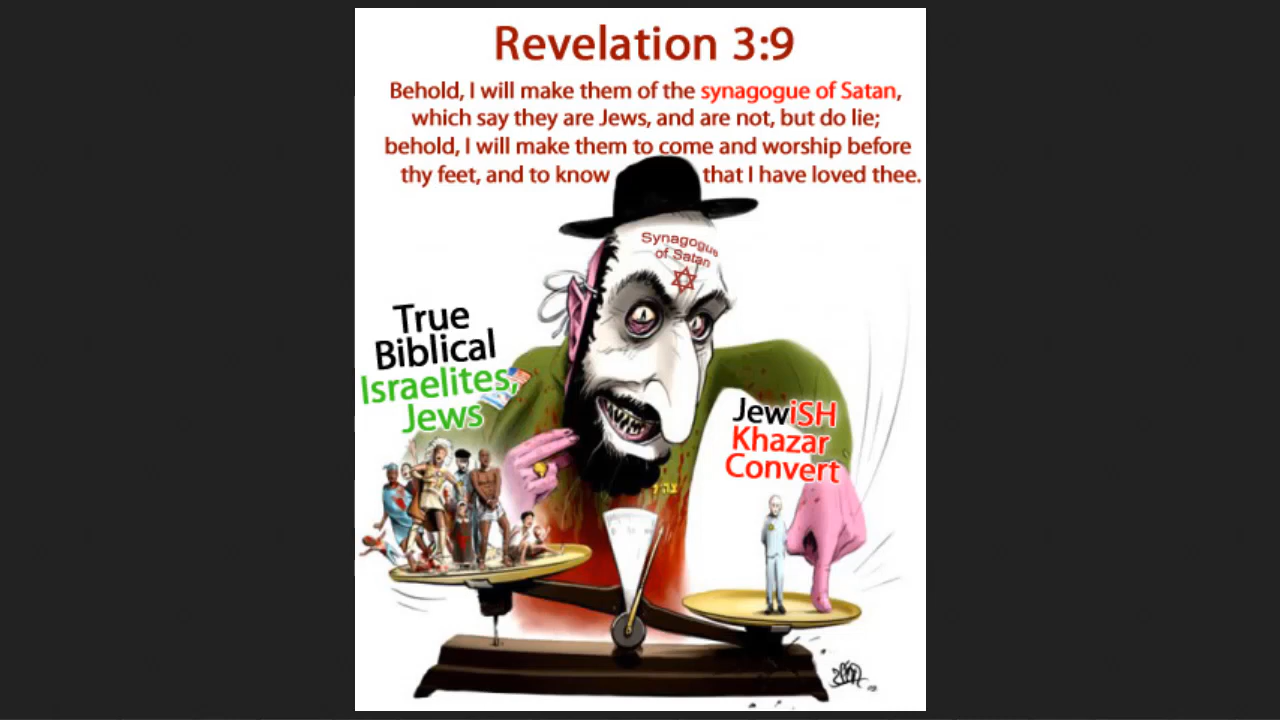 Revelation 3:9
Behold, I will make them of the synagogue of Satan,
which say they are Jews, and are not, but do lie;
behold, I will make them to come and worship before
thy feet, and to know that I have loved thee.
Synagogue
of Satan
True
Biblical
Israelites,
Jews
JewiSH
Khazar
Convert